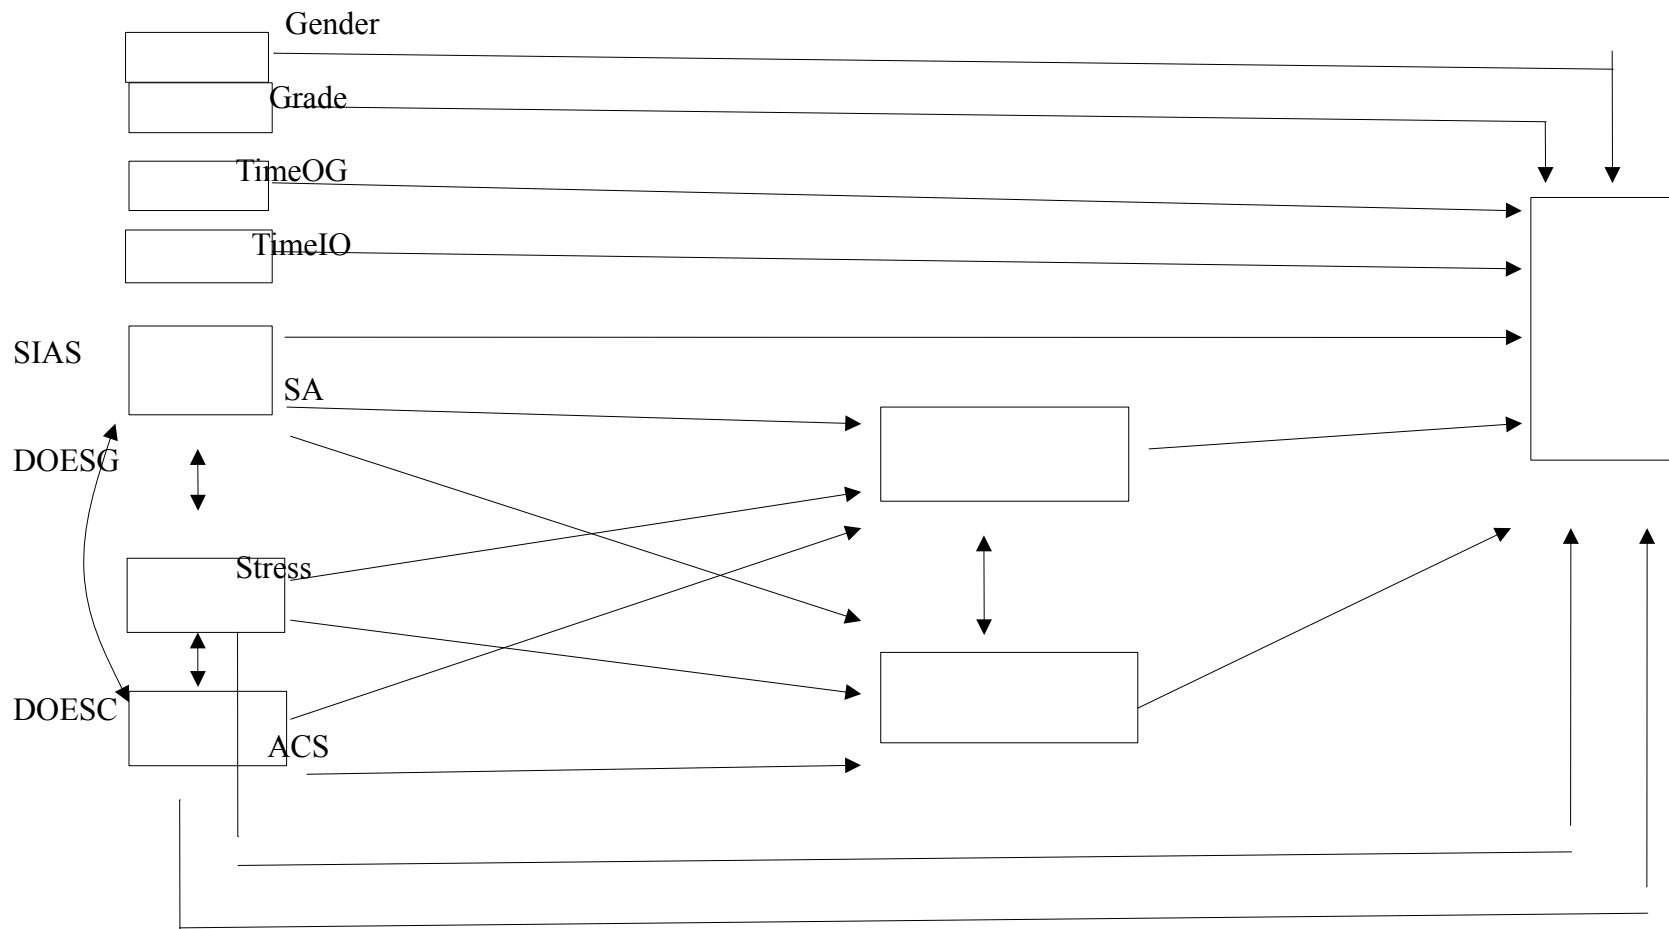 Gender
Grade
TimeOG
TimeIO
SIAS
SA
DOESG
Stress
DOESC
ACS